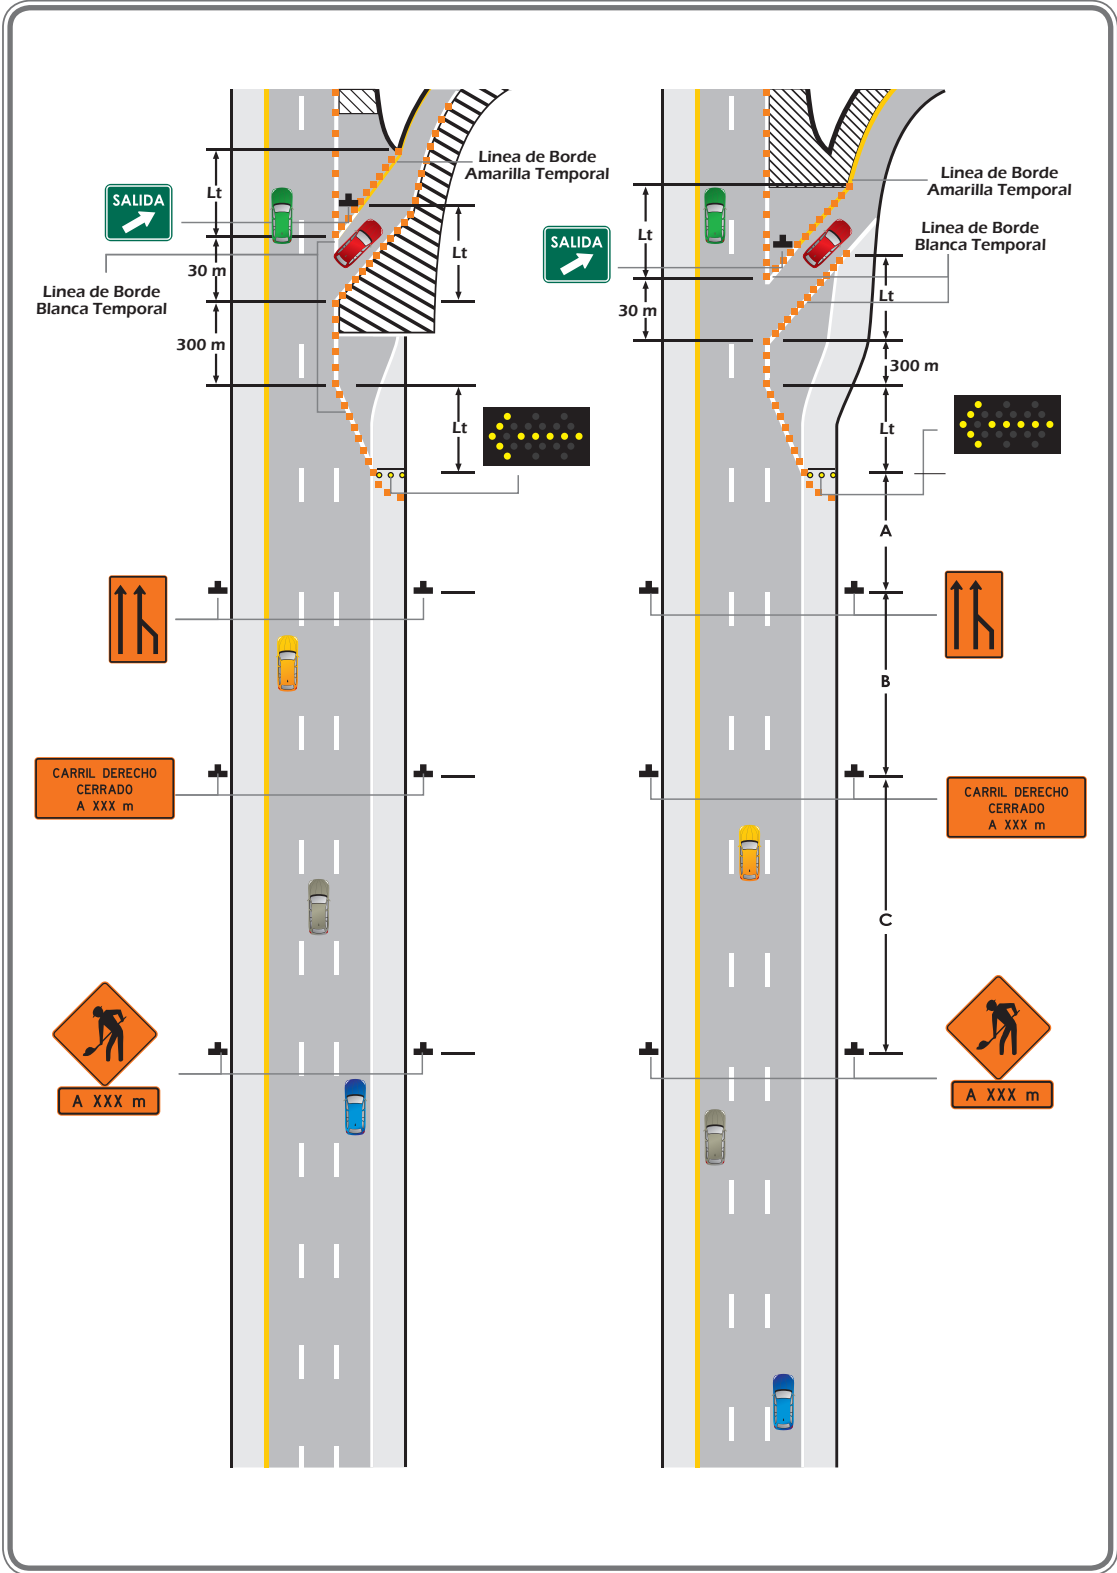 Linea de Borde
Amarilla Temporal
Lt
SALIDA
Lt
30 m
Linea de Borde
Blanca Temporal
300 m
Lt
CARRIL DERECHO
CERRADO
A XXX m
A XXX m
Linea de Borde
Amarilla Temporal
Linea de Borde
Blanca Temporal
Lt
SALIDA
Lt
30 m
300 m
Lt
A
B
CARRIL DERECHO
CERRADO
A XXX m
C
A XXX m